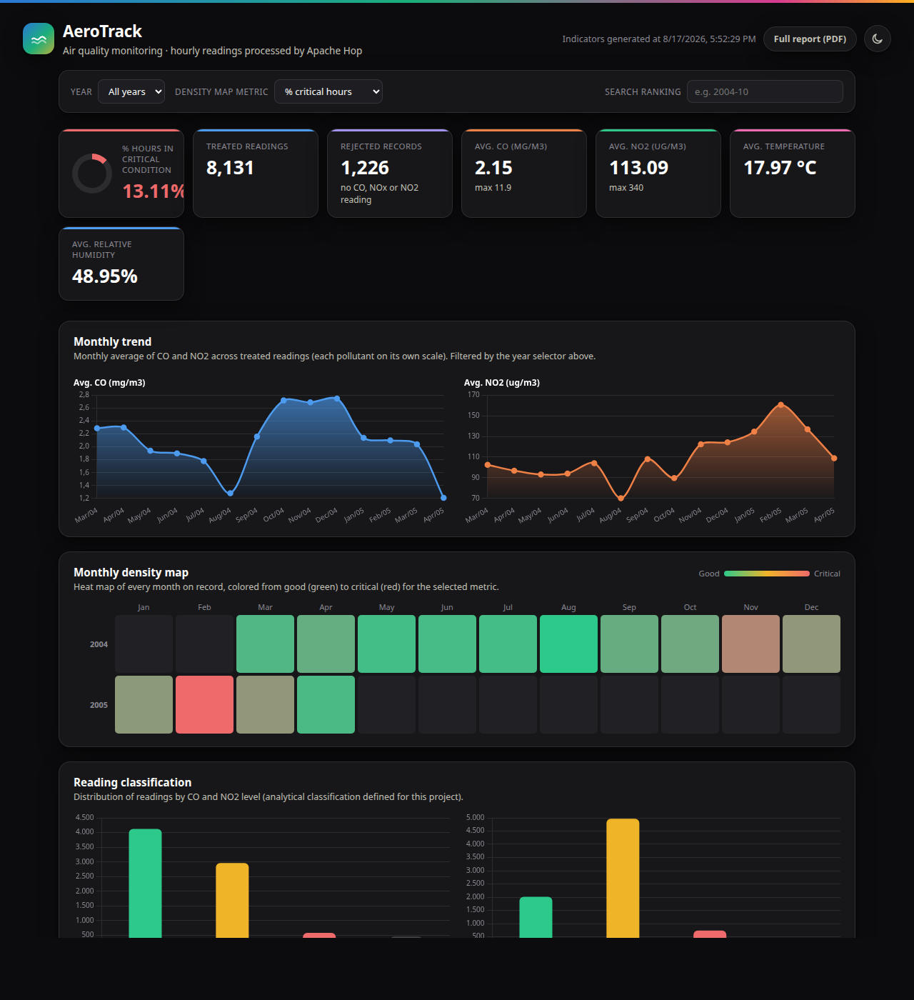 AeroTrack
Air quality monitoring · hourly readings processed by Apache Hop
Indicators generated at 8/17/2026, 5:52:29 PM
Full report (PDF)
YEAR
All years
DENSITY MAP METRIC
% critical hours
SEARCH RANKING
e.g. 2004-10
% HOURS IN
CRITICAL
CONDITION
13.11%
TREATED READINGS
8,131
REJECTED RECORDS
1,226
no CO, NOx or NO2
reading
AVG. CO (MG/M3)
2.15
max 11.9
AVG. NO2 (UG/M3)
113.09
max 340
AVG. TEMPERATURE
17.97 °C
AVG. RELATIVE
HUMIDITY
48.95%
Monthly trend
Monthly average of CO and NO2 across treated readings (each pollutant on its own scale). Filtered by the year selector above.
Avg. CO (mg/m3)
2,8
2,6
2,4
2,2
2,0
1,8
1,6
1,4
1,2
Mar/04 Apr/04 May/04 Jun/04 Jul/04 Aug/04 Sep/04 Oct/04 Nov/04 Dec/04 Jan/05 Feb/05 Mar/05 Apr/05
Avg. NO2 (ug/m3)
170
150
130
110
90
70
Mar/04 Apr/04 May/04 Jun/04 Jul/04 Aug/04 Sep/04 Oct/04 Nov/04 Dec/04 Jan/05 Feb/05 Mar/05 Apr/05
Monthly density map
Heat map of every month on record, colored from good (green) to critical (red) for the selected metric.
Good
Critical
Jan Feb Mar Apr May Jun Jul Aug Sep Oct Nov Dec
2004
2005
Reading classification
Distribution of readings by CO and NO2 level (analytical classification defined for this project).
4.500
4.000
3.500
3.000
2.500
2.000
1.500
1.000
500
5.000
4.500
4.000
3.500
3.000
2.500
2.000
1.500
1.000
500